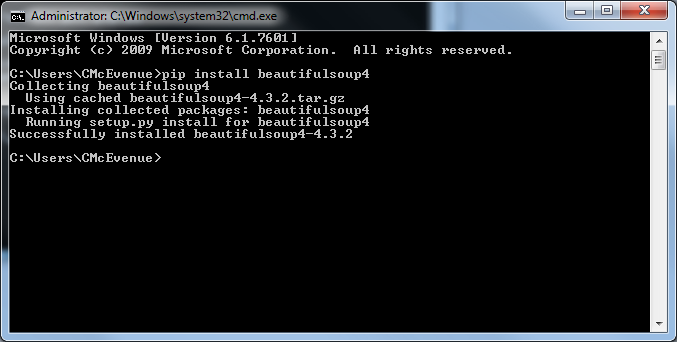 Administrator: C:\Windows\system32\cmd.exe
Microsoft Windows [Version 6.1.7601]
Copyright (c) 2009 Microsoft Corporation.  All rights reserved.
C:\Users\CMcEvenue>pip install beautifulsoup4
Collecting beautifulsoup4
  Using cached beautifulsoup4-4.3.2.tar.gz
Installing collected packages: beautifulsoup4
  Running setup.py install for beautifulsoup4
Successfully installed beautifulsoup4-4.3.2
C:\Users\CMcEvenue>